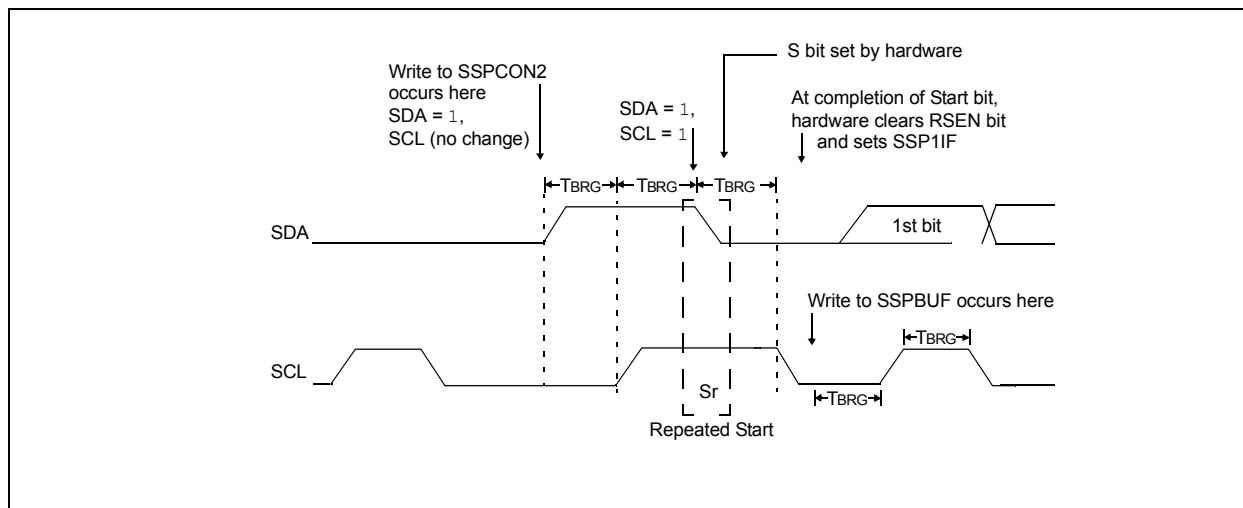 S bit set by hardware
Write to SSPCON2
occurs here
SDA = 1,
SCL (no change)
SDA = 1,
SCL = 1
At completion of Start bit,
hardware clears RSEN bit
and sets SSP1IF
TBRG TBRG TBRG
SDA
1st bit
Write to SSPBUF occurs here
TBRG
SCL
Sr
TBRG
Repeated Start